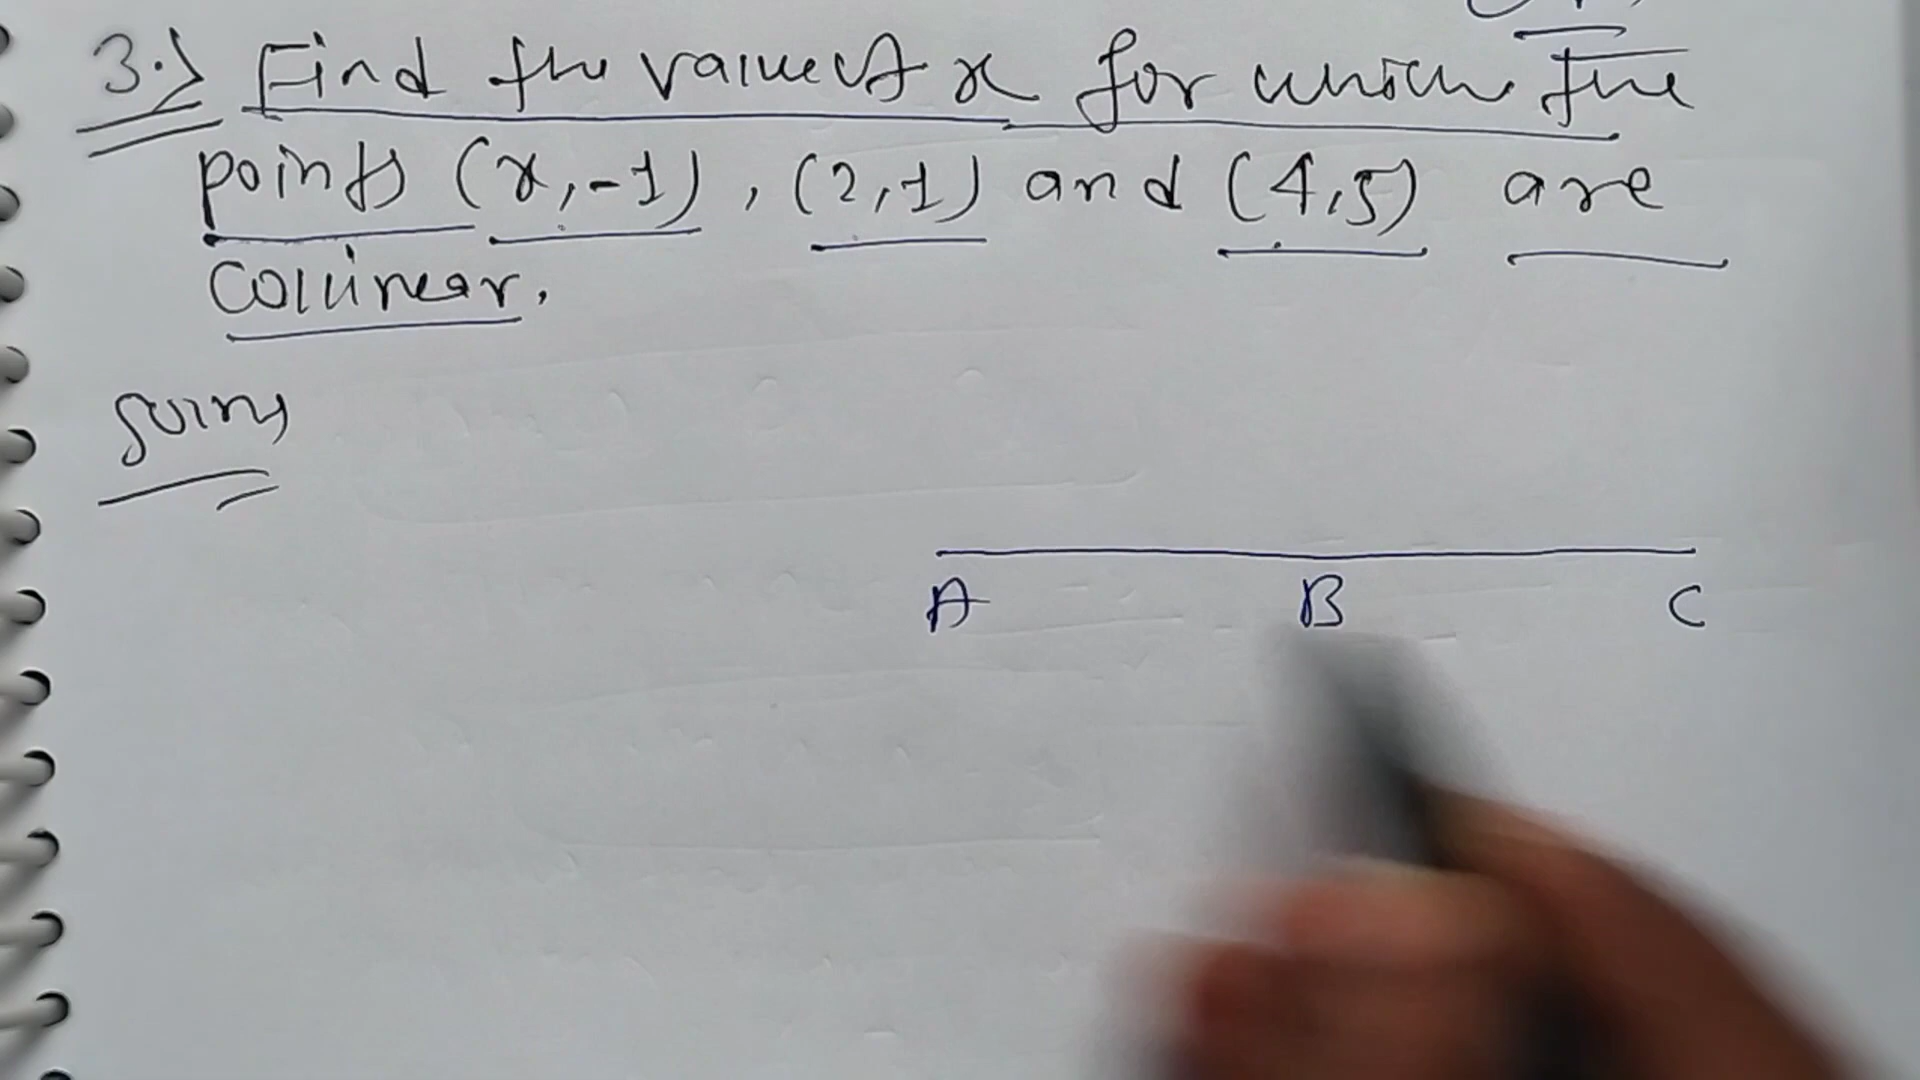 3.> Find the value of x for which the
points (x,-1), (2,1) and (4,5) are
collinear.
Soln:
A B C